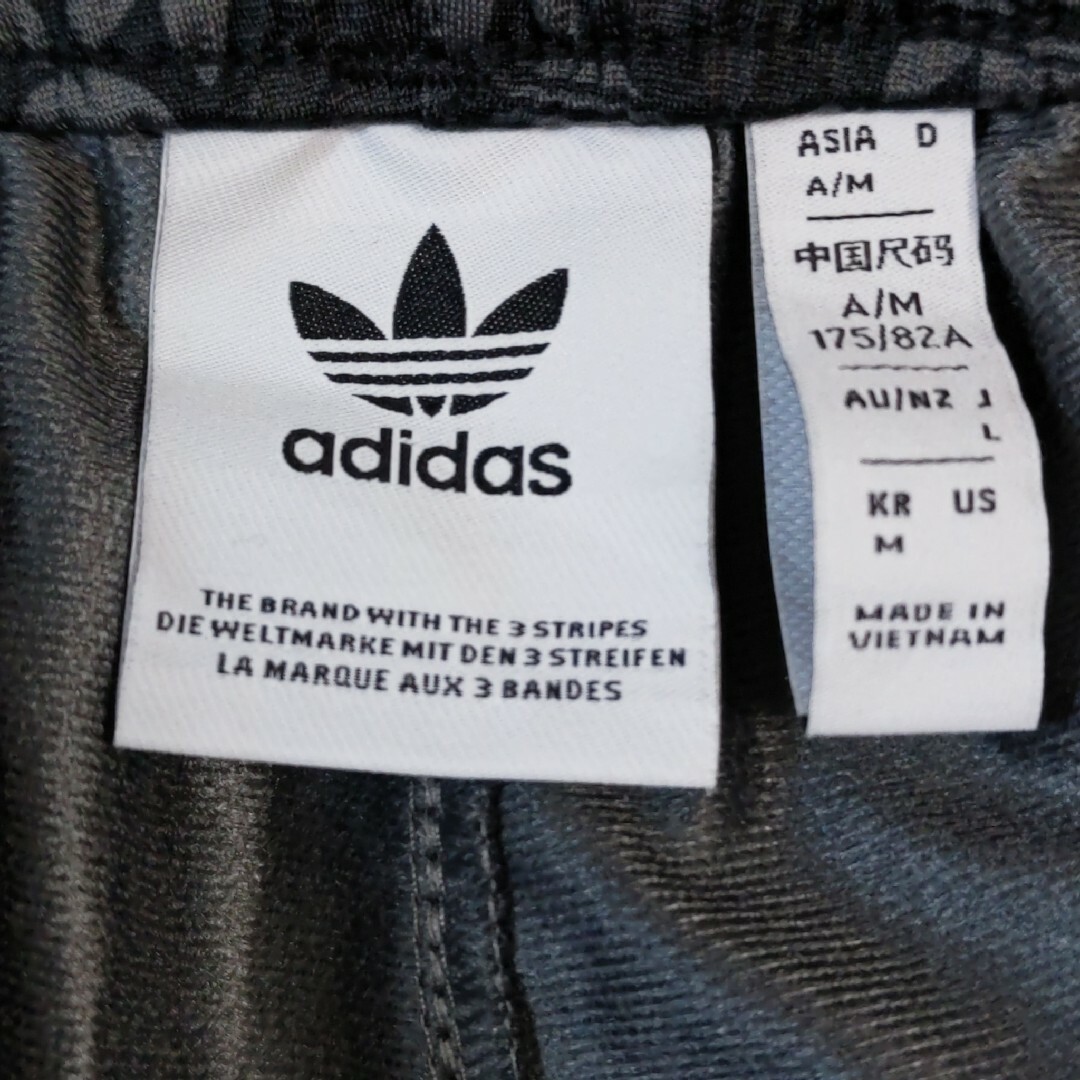 adidas
THE BRAND WITH THE 3 STRIPES
DIE WELTMARKE MIT DEN 3 STREIFEN
LA MARQUE AUX 3 BANDES
ASIA D
A/M
中国尺码
A/M
175/82A
AU/NZ J
L
KR US
M
MADE IN
VIETNAM